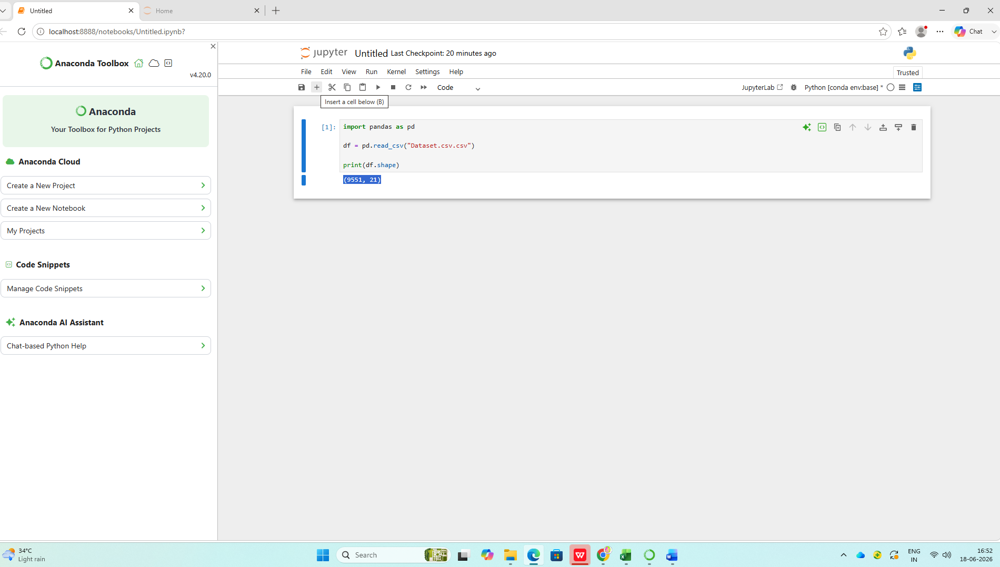 Untitled
Home
localhost:8888/notebooks/Untitled.ipynb?
Chat
Anaconda Toolbox
v4.20.0
Anaconda
Your Toolbox for Python Projects
Anaconda Cloud
Create a New Project
Create a New Notebook
My Projects
Code Snippets
Manage Code Snippets
Anaconda AI Assistant
Chat-based Python Help
jupyter Untitled Last Checkpoint: 20 minutes ago
File Edit View Run Kernel Settings Help
Trusted
Code
JupyterLab
Python [conda env:base] *
Insert a cell below (B)
[1]: import pandas as pd
df = pd.read_csv("Dataset.csv.csv")
print(df.shape)
(9551, 21)
34°C
Light rain
Search
ENG
IN
16:52
18-06-2026